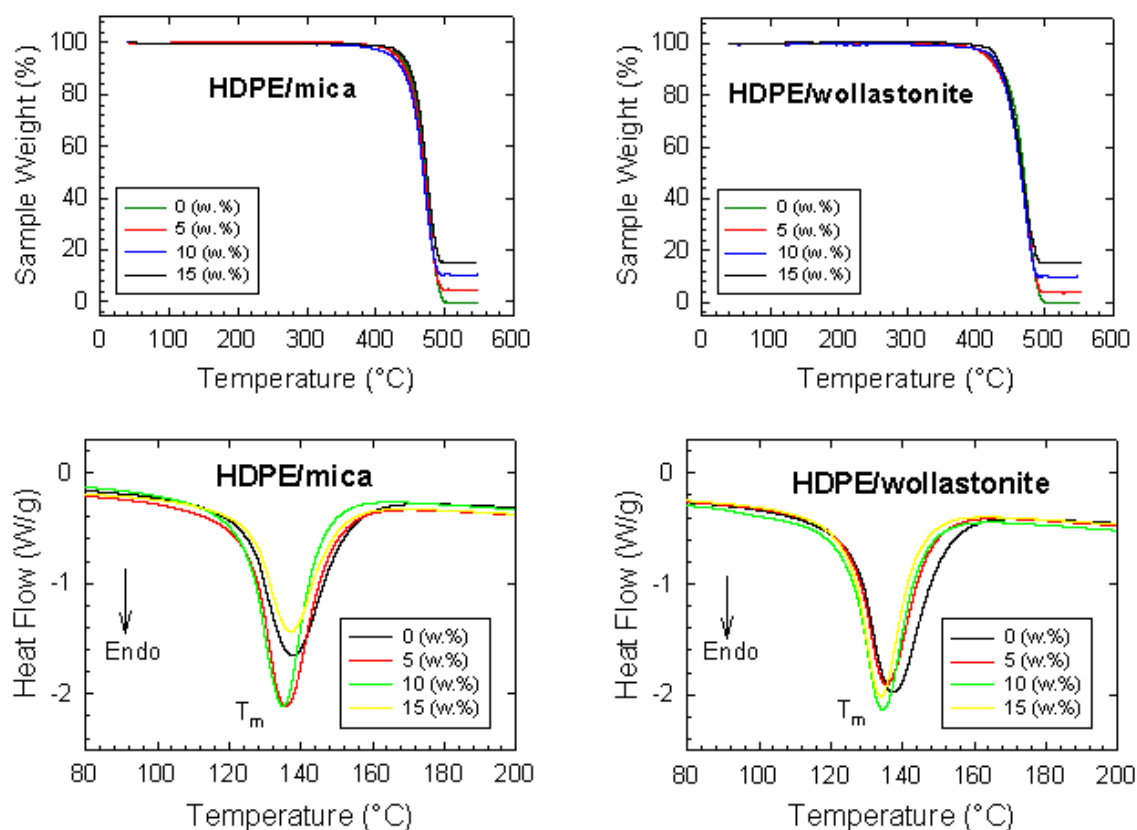 100
80
60
40
20
0
Sample Weight (%)
HDPE/mica
0 (w.%)
5 (w.%)
10 (w.%)
15 (w.%)
0 100 200 300 400 500 600
Temperature (°C)
100
80
60
40
20
0
Sample Weight (%)
HDPE/wollastonite
0 (w.%)
5 (w.%)
10 (w.%)
15 (w.%)
0 100 200 300 400 500 600
Temperature (°C)
0
-1
-2
Heat Flow (W/g)
HDPE/mica
Endo
Tm
0 (w.%)
5 (w.%)
10 (w.%)
15 (w.%)
80 100 120 140 160 180 200
Temperature (°C)
0
-1
-2
Heat Flow (W/g)
HDPE/wollastonite
Endo
Tm
0 (w.%)
5 (w.%)
10 (w.%)
15 (w.%)
80 100 120 140 160 180 200
Temperature (°C)